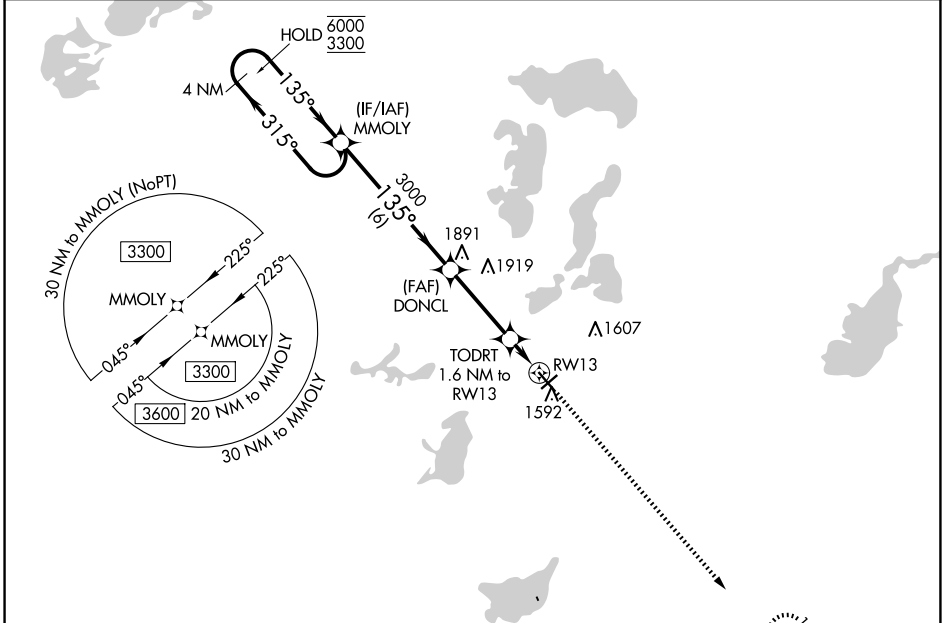 HOLD 6000
3300
4 NM
135°
315°
(IF/IAF)
MMOLY
3000
135°
(6)
1891
1919
(FAF)
DONCL
1607
TODRT
1.6 NM to
RW13
RW13
1592
30 NM to MMOLY (NoPT)
3300
225°
MMOLY
045°
225°
MMOLY
045°
3300
3600
20 NM to MMOLY
30 NM to MMOLY